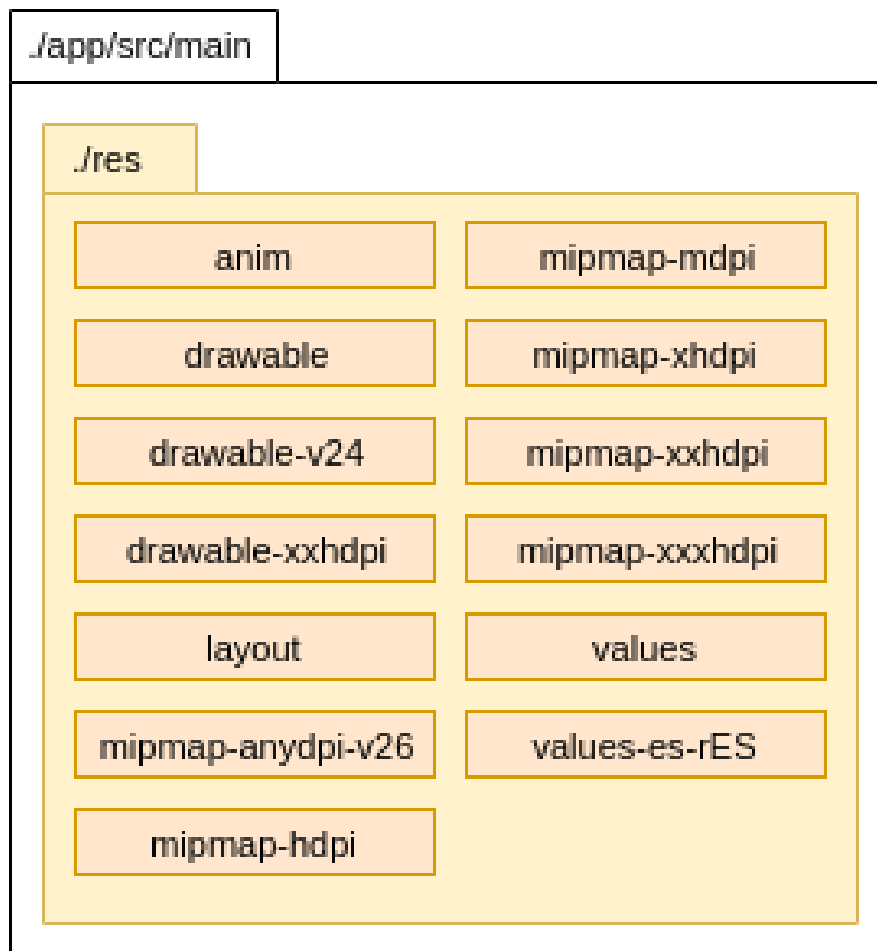 ./app/src/main
./res
anim
drawable
drawable-v24
drawable-xxhdpi
layout
mipmap-anydpi-v26
mipmap-hdpi
mipmap-mdpi
mipmap-xhdpi
mipmap-xxhdpi
mipmap-xxxhdpi
values
values-es-rES